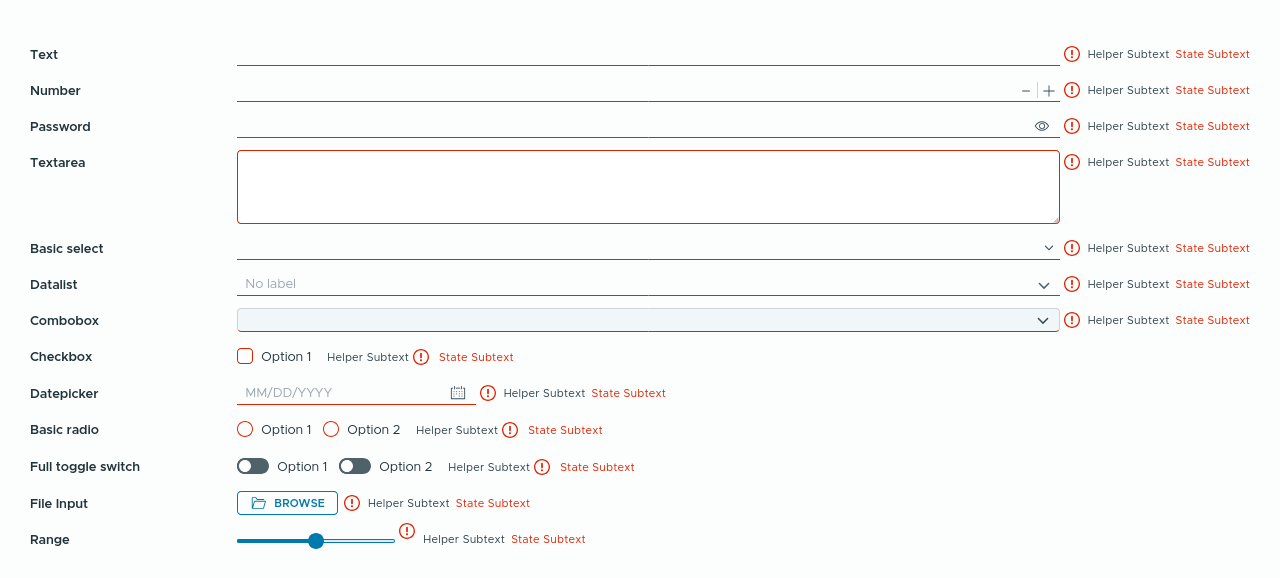 Text Helper Subtext State Subtext
Number Helper Subtext State Subtext
Password Helper Subtext State Subtext
Textarea Helper Subtext State Subtext
Basic select Helper Subtext State Subtext
Datalist No label Helper Subtext State Subtext
Combobox Helper Subtext State Subtext
Checkbox Option 1 Helper Subtext State Subtext
Datepicker MM/DD/YYYY Helper Subtext State Subtext
Basic radio Option 1 Option 2 Helper Subtext State Subtext
Full toggle switch Option 1 Option 2 Helper Subtext State Subtext
File Input BROWSE Helper Subtext State Subtext
Range Helper Subtext State Subtext